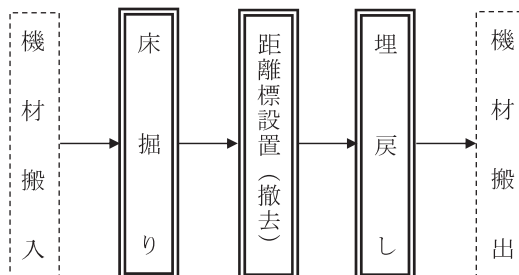 機材搬入
床掘り
距離標設置（撤去）
埋戻し
機材搬出